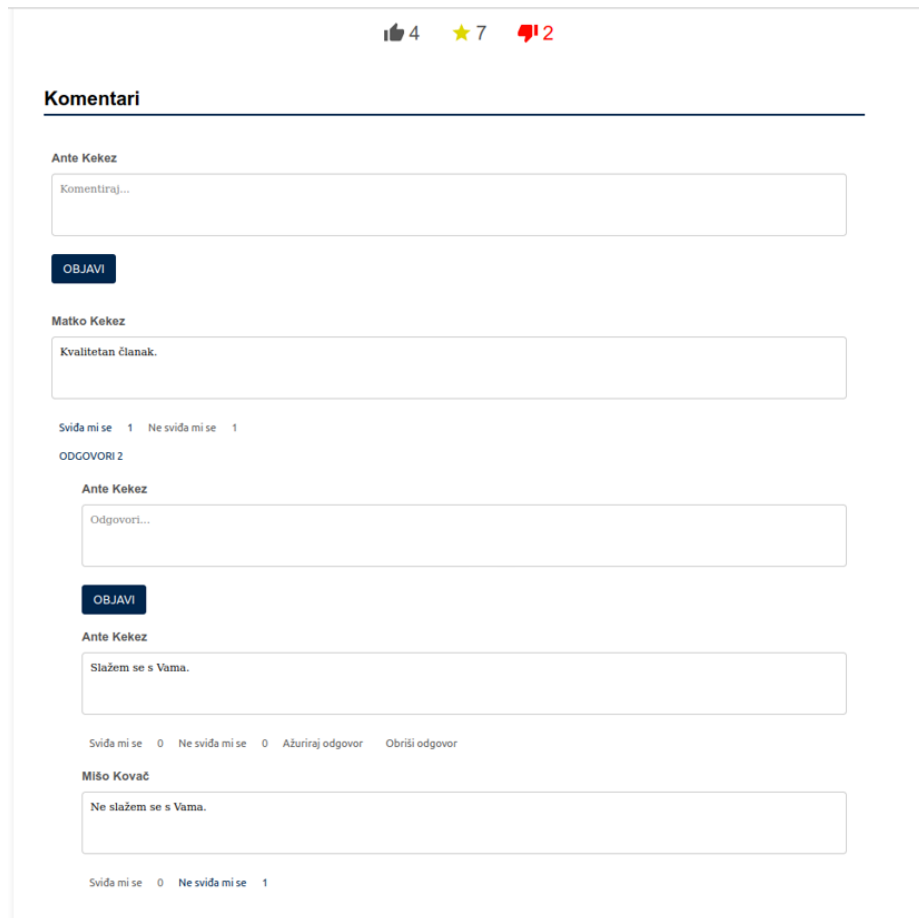 4 7 2
Komentari
Ante Kekez
Komentiraj...
OBJAVI
Matko Kekez
Kvalitetan članak.
Sviđa mi se 1 Ne sviđa mi se 1
ODGOVORI 2
Ante Kekez
Odgovori...
OBJAVI
Ante Kekez
Slažem se s Vama.
Sviđa mi se 0 Ne sviđa mi se 0 Ažuriraj odgovor Obriši odgovor
Mišo Kovač
Ne slažem se s Vama.
Sviđa mi se 0 Ne sviđa mi se 1